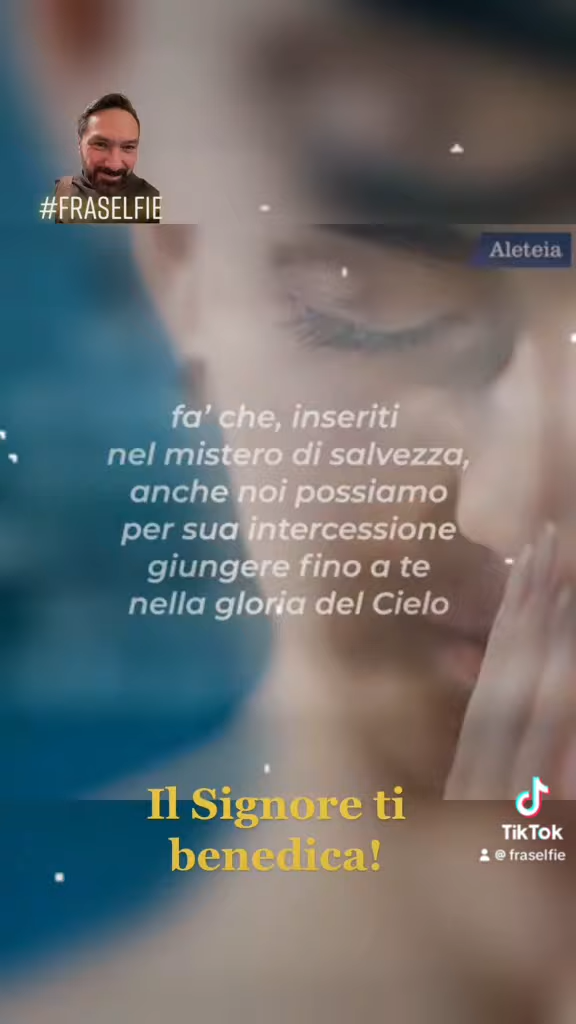 #FRASELFIE
Aleteia
fa' che, inseriti
nel mistero di salvezza,
anche noi possiamo
per sua intercessione
giungere fino a te
nella gloria del Cielo
Il Signore ti
benedica!
TikTok
@fraselfie